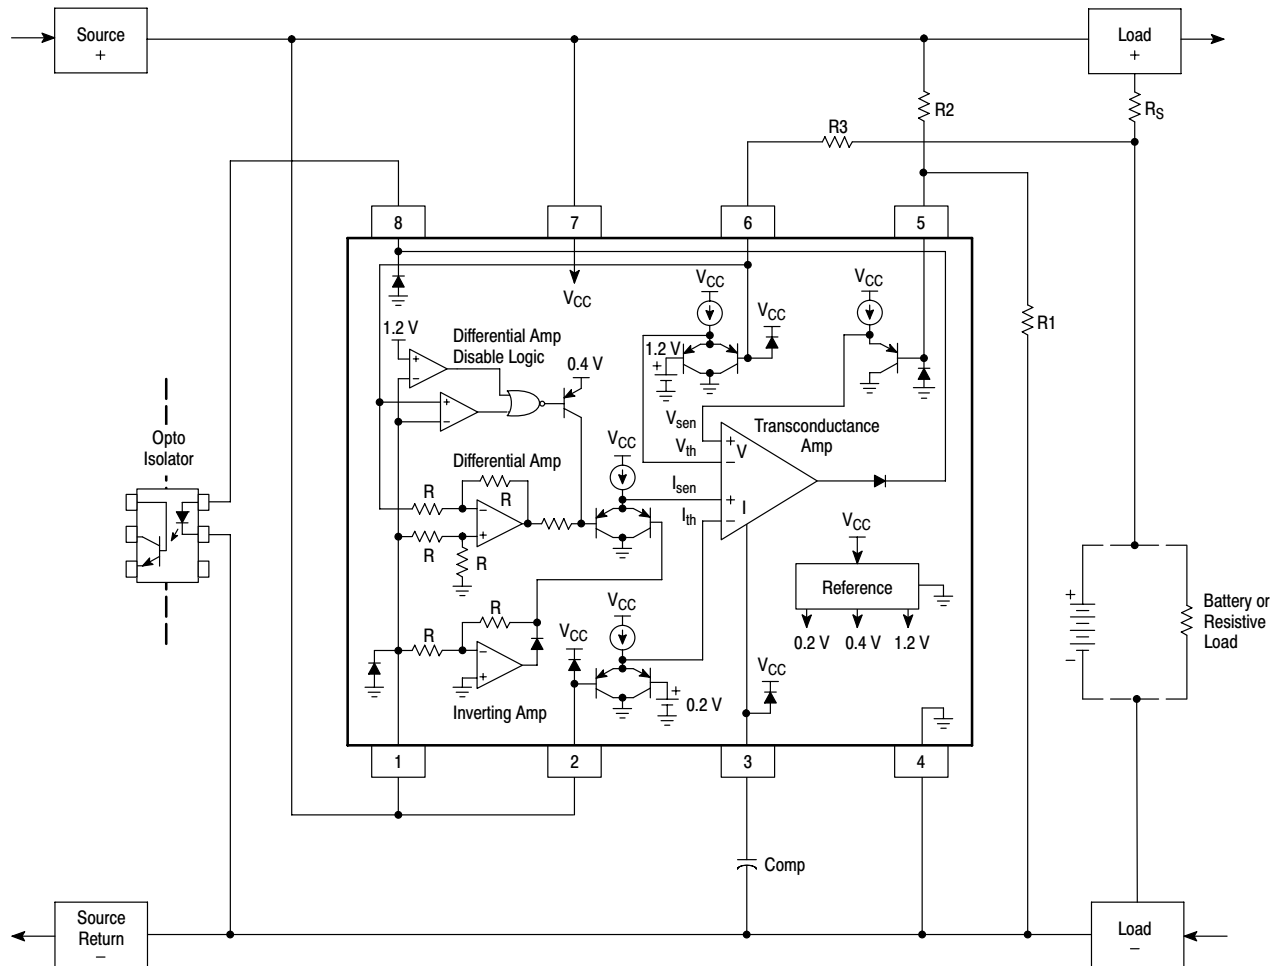 Source
+
Load
+
R2
RS
R3
8
7
6
5
VCC
VCC
VCC
VCC
1.2 V
Differential Amp
Disable Logic
0.4 V
1.2 V
+
R1
+
−
+
−
Opto
Isolator
Vsen
Vth
Transconductance
Amp
+
V
−
VCC
Differential Amp
Isen
Ith
+
I
−
R
R
−
+
R
R
VCC
Reference
0.2 V
0.4 V
1.2 V
+
−
Battery or
Resistive
Load
R
R
−
+
VCC
VCC
VCC
+
0.2 V
Inverting Amp
1
2
3
4
Comp
Source
Return
−
Load
−